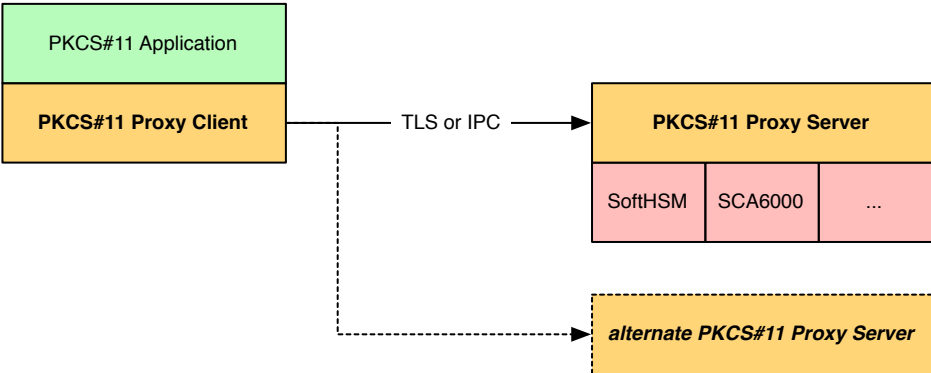 PKCS#11 Application
PKCS#11 Proxy Client
TLS or IPC
PKCS#11 Proxy Server
SoftHSM
SCA6000
...
alternate PKCS#11 Proxy Server